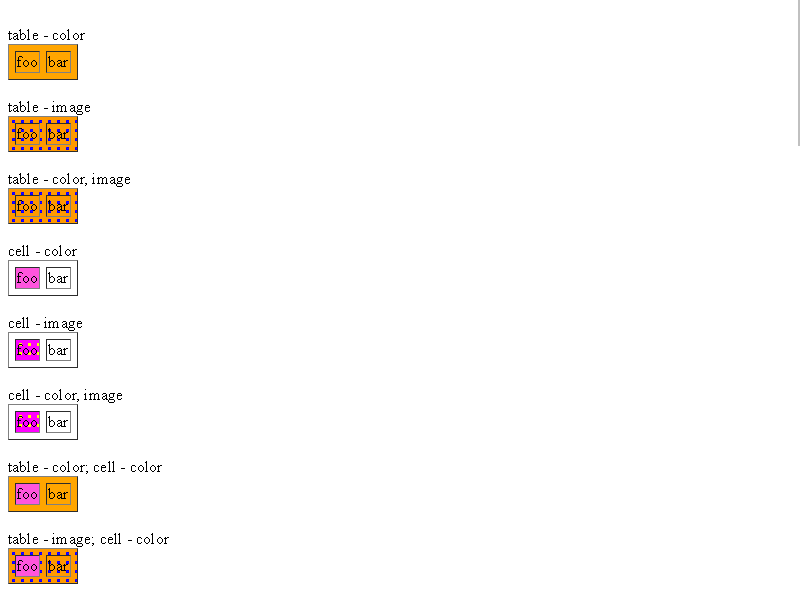 table - color
foo bar
table - image
foo bar
table - color, image
foo bar
cell - color
foo bar
cell - image
foo bar
cell - color, image
foo bar
table - color; cell - color
foo bar
table - image; cell - color
foo bar